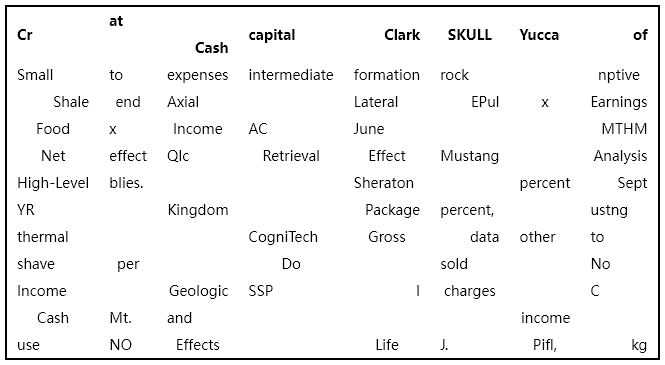 Cr at Cash capital Clark SKULL Yucca of
Small to expenses intermediate formation rock nptive
Shale end Axial Lateral EPul x Earnings
Food x Income AC June MTHM
Net effect Qlc Retrieval Effect Mustang Analysis
High-Level blies. Sheraton percent Sept
YR Kingdom Package percent, ustng
thermal CogniTech Gross data other to
shave per Do sold No
Income Geologic SSP l charges C
Cash Mt. and income
use NO Effects Life J. Pifl, kg